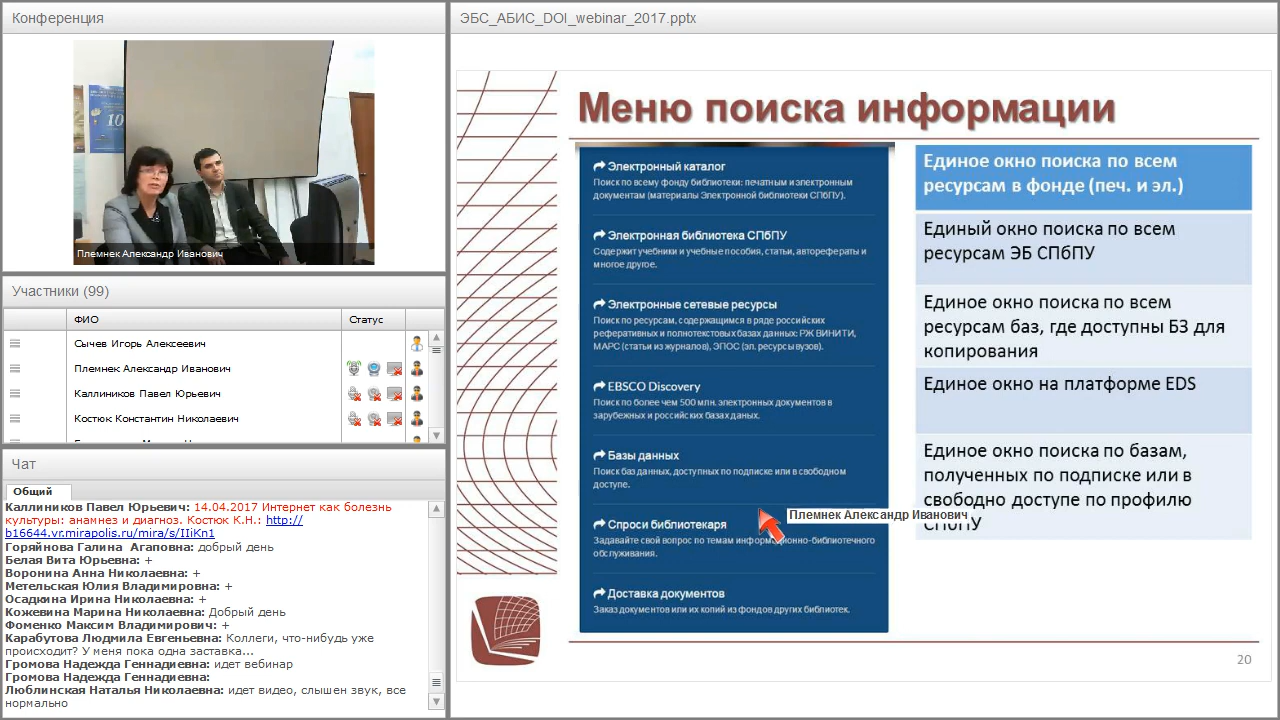 Конференция
10
Племнек Александр Иванович
Участники (99)
ФИО
Статус
Сычев Игорь Алексеевич
Племнек Александр Иванович
Каллиников Павел Юрьевич
Костюк Константин Николаевич
Чат
Общий
Каллиников Павел Юрьевич: 14.04.2017 Интернет как болезнь
культуры: анамнез и диагноз. Костюк К.Н.: http://
b16644.vr.mirapolis.ru/mira/s/IIiKn1
Горяйнова Галина Агаповна: добрый день
Белая Вита Юрьевна: +
Воронина Анна Николаевна: +
Метельская Юлия Владимировна: +
Осадкина Ирина Николаевна: +
Кожевина Марина Николаевна: Добрый день
Фоменко Максим Владимирович: +
Карабутова Людмила Евгеньевна: Коллеги, что-нибудь уже
происходит? У меня пока одна заставка...
Громова Надежда Геннадиевна: идет вебинар
Громова Надежда Геннадиевна:
Люблинская Наталья Николаевна: идет видео, слышен звук, все
нормально
ЭБС_АБИС_DOI_webinar_2017.pptx
Меню поиска информации
Электронный каталог
Поиск по всему фонду библиотеки: печатным и электронным
документам (материалы Электронной библиотеки СПбПУ).
Электронная библиотека СПбПУ
Содержит учебники и учебные пособия, статьи, авторефераты и
многое другое.
Электронные сетевые ресурсы
Поиск по ресурсам, содержащимся в ряде российских
реферативных и полнотекстовых базах данных: РЖ ВИНИТИ,
МАРС (статьи из журналов), ЭПОС (эл. ресурсы вузов).
EBSCO Discovery
Поиск по более чем 500 млн. электронных документов в
зарубежных и российских базах даных.
Базы данных
Поиск баз данных, доступных по подписке или в свободном
доступе.
Спроси библиотекаря
Задавайте свой вопрос по темам информационно-библиотечного
обслуживания.
Доставка документов
Заказ документов или их копий из фондов других библиотек.
Единое окно поиска по всем
ресурсам в фонде (печ. и эл.)
Единый окно поиска по всем
ресурсам ЭБ СПбПУ
Единое окно поиска по всем
ресурсам баз, где доступны БЗ для
копирования
Единое окно на платформе EDS
Единое окно поиска по базам,
полученных по подписке или в
свободно доступе по профилю
СПбПУ
Племнек Александр Иванович
20